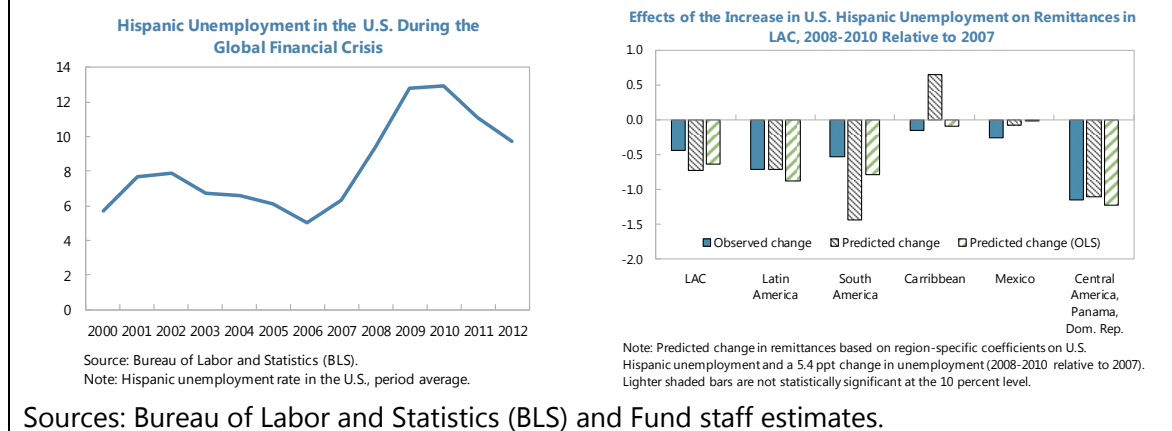 Hispanic Unemployment in the U.S. During the
Global Financial Crisis
14
12
10
8
6
4
2
0
2000 2001 2002 2003 2004 2005 2006 2007 2008 2009 2010 2011 2012
Source: Bureau of Labor and Statistics (BLS).
Note: Hispanic unemployment rate in the U.S., period average.
Effects of the Increase in U.S. Hispanic Unemployment on Remittances in
LAC, 2008-2010 Relative to 2007
1.0
0.5
0.0
-0.5
-1.0
-1.5
-2.0
Observed change Predicted change Predicted change (OLS)
LAC Latin America South America Carribbean Mexico Central America, Panama, Dom. Rep.
Note: Predicted change in remittances based on region-specific coefficients on U.S.
Hispanic unemployment and a 5.4 ppt change in unemployment (2008-2010 relative to 2007).
Lighter shaded bars are not statistically significant at the 10 percent level.
Sources: Bureau of Labor and Statistics (BLS) and Fund staff estimates.